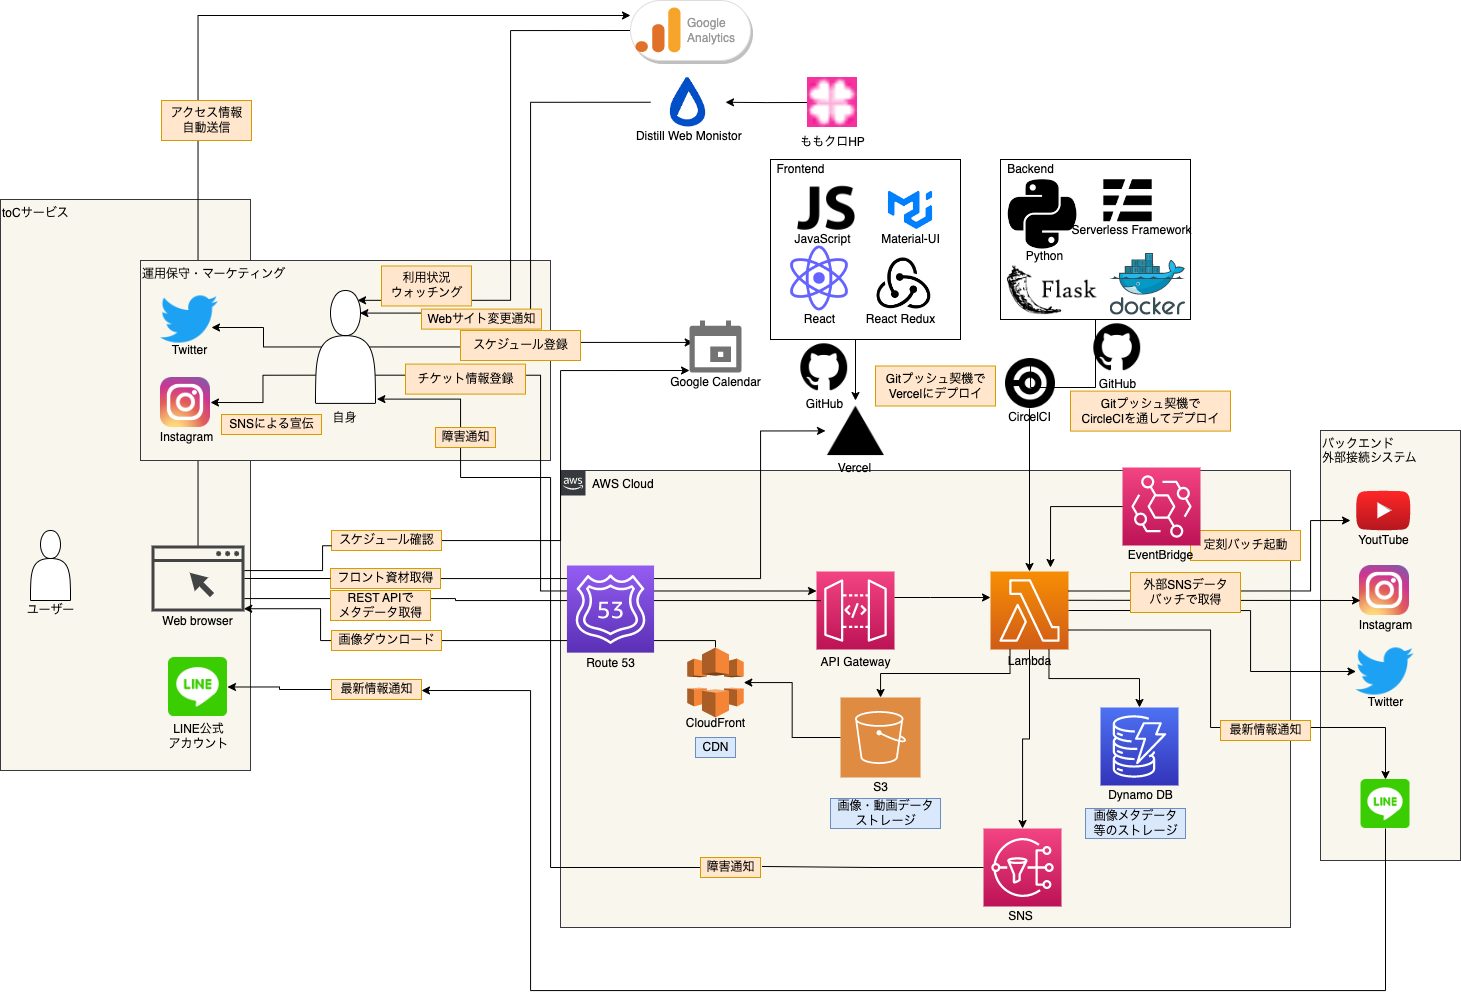 Google
Analytics
アクセス情報
自動送信
Distill Web Monistor
ももクロHP
Frontend
JS
JavaScript
Material-UI
React
React Redux
Backend
Python
Serverless Framework
Flask
docker
toCサービス
運用保守・マーケティング
利用状況
ウォッチング
Webサイト変更通知
スケジュール登録
チケット情報登録
Twitter
Instagram
SNSによる宣伝
自身
障害通知
Google Calendar
GitHub
Gitプッシュ契機で
Vercelにデプロイ
Vercel
CircelCI
GitHub
Gitプッシュ契機で
CircleCIを通してデプロイ
バックエンド
外部接続システム
aws
AWS Cloud
EventBridge
定刻バッチ起動
YoutTube
ユーザー
Web browser
スケジュール確認
フロント資材取得
REST APIで
メタデータ取得
画像ダウンロード
53
Route 53
API Gateway
Lambda
外部SNSデータ
バッチで取得
Instagram
Twitter
LINE
LINE公式
アカウント
最新情報通知
CloudFront
CDN
S3
画像・動画データ
ストレージ
Dynamo DB
画像メタデータ
等のストレージ
最新情報通知
LINE
障害通知
SNS